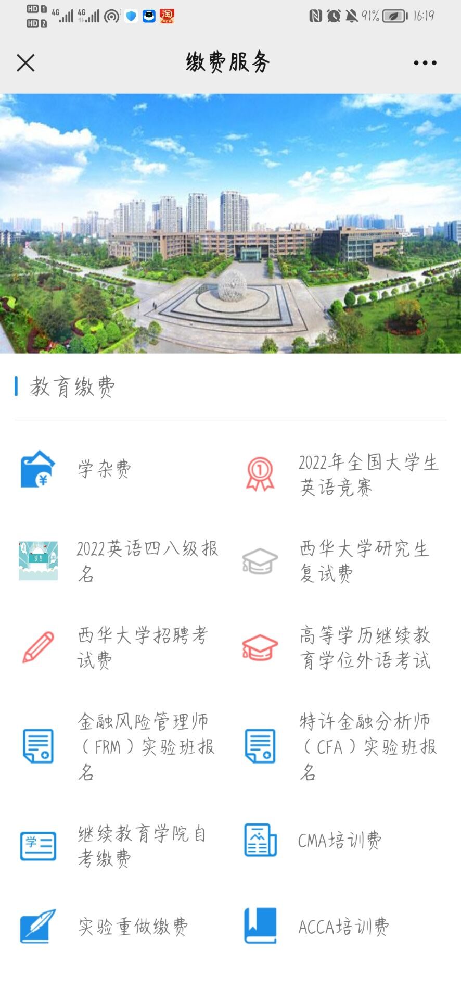 HD 1 4G 4G 91% 16:19
HD 2
缴费服务
教育缴费
学杂费
2022年全国大学生
英语竞赛
2022英语四八级报
名
西华大学研究生
复试费
西华大学招聘考
试费
高等学历继续教
育学位外语考试
金融风险管理师
（FRM）实验班报
名
特许金融分析师
（CFA）实验班报
名
继续教育学院自
考缴费
CMA培训费
实验重做缴费
ACCA培训费